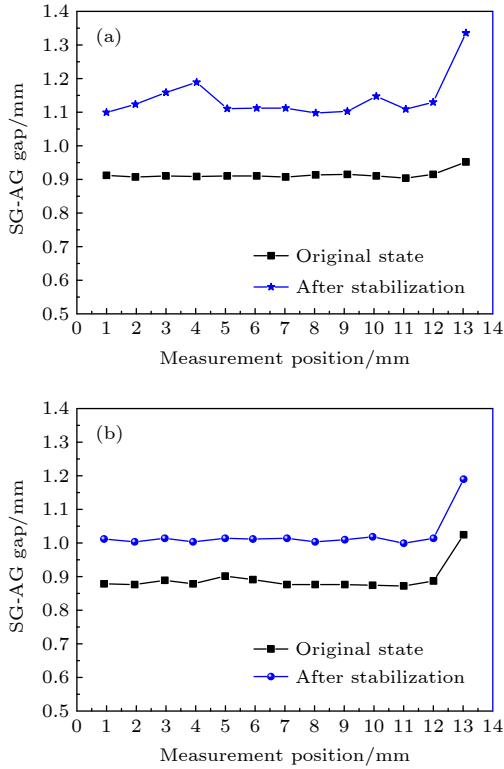 1.4
(a)
1.3
1.2
1.1
1.0
0.9
0.8
0.7
0.6
0.5
SG-AG gap/mm
Original state
After stabilization
0 1 2 3 4 5 6 7 8 9 10 11 12 13 14
Measurement position/mm
1.4
(b)
1.3
1.2
1.1
1.0
0.9
0.8
0.7
0.6
0.5
SG-AG gap/mm
Original state
After stabilization
0 1 2 3 4 5 6 7 8 9 10 11 12 13 14
Measurement position/mm